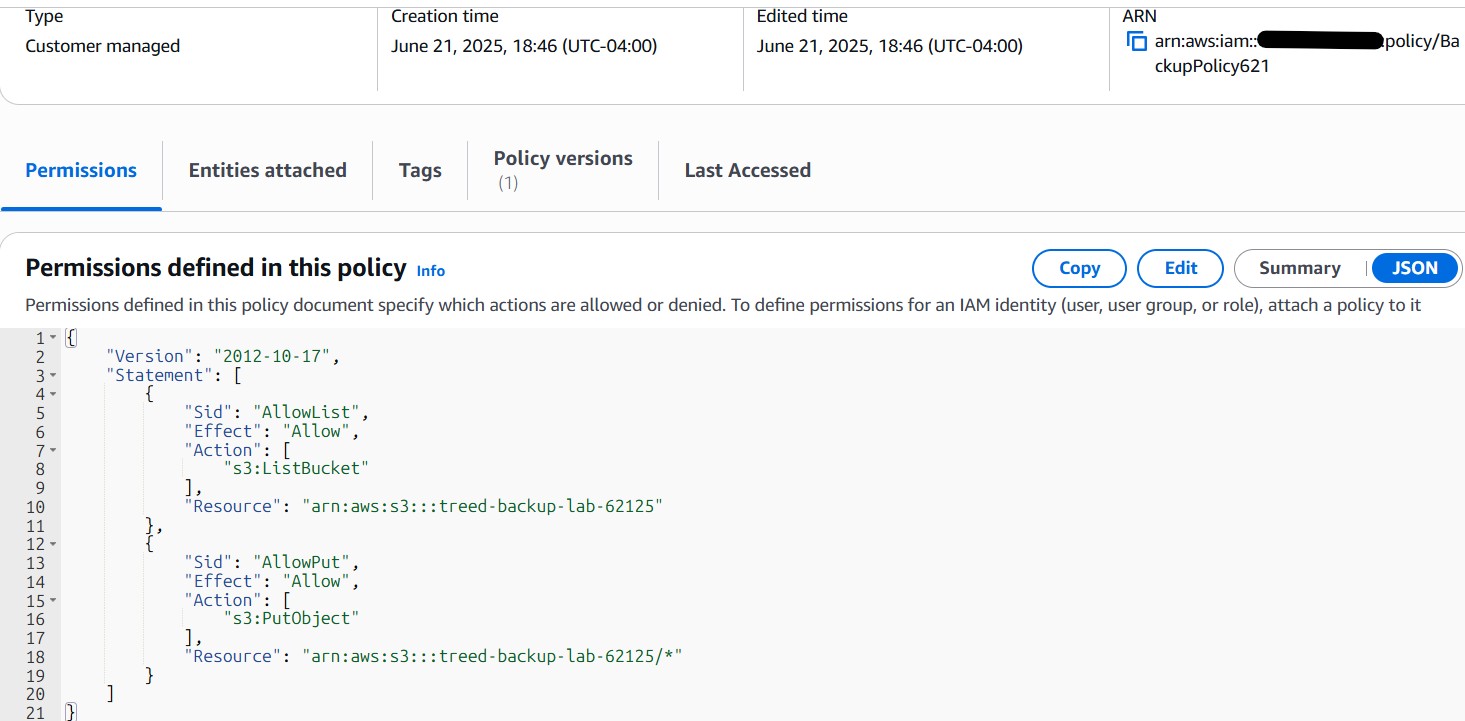 Type Creation time Edited time ARN
Customer managed June 21, 2025, 18:46 (UTC-04:00) June 21, 2025, 18:46 (UTC-04:00) arn:aws:iam:: policy/Ba
ckupPolicy621
Permissions Entities attached Tags Policy versions (1) Last Accessed
Permissions defined in this policy Info Copy Edit Summary JSON
Permissions defined in this policy document specify which actions are allowed or denied. To define permissions for an IAM identity (user, user group, or role), attach a policy to it
1 {
2     "Version": "2012-10-17",
3     "Statement": [
4         {
5             "Sid": "AllowList",
6             "Effect": "Allow",
7             "Action": [
8                 "s3:ListBucket"
9             ],
10             "Resource": "arn:aws:s3:::treed-backup-lab-62125"
11         },
12         {
13             "Sid": "AllowPut",
14             "Effect": "Allow",
15             "Action": [
16                 "s3:PutObject"
17             ],
18             "Resource": "arn:aws:s3:::treed-backup-lab-62125/*"
19         }
20     ]
21 }